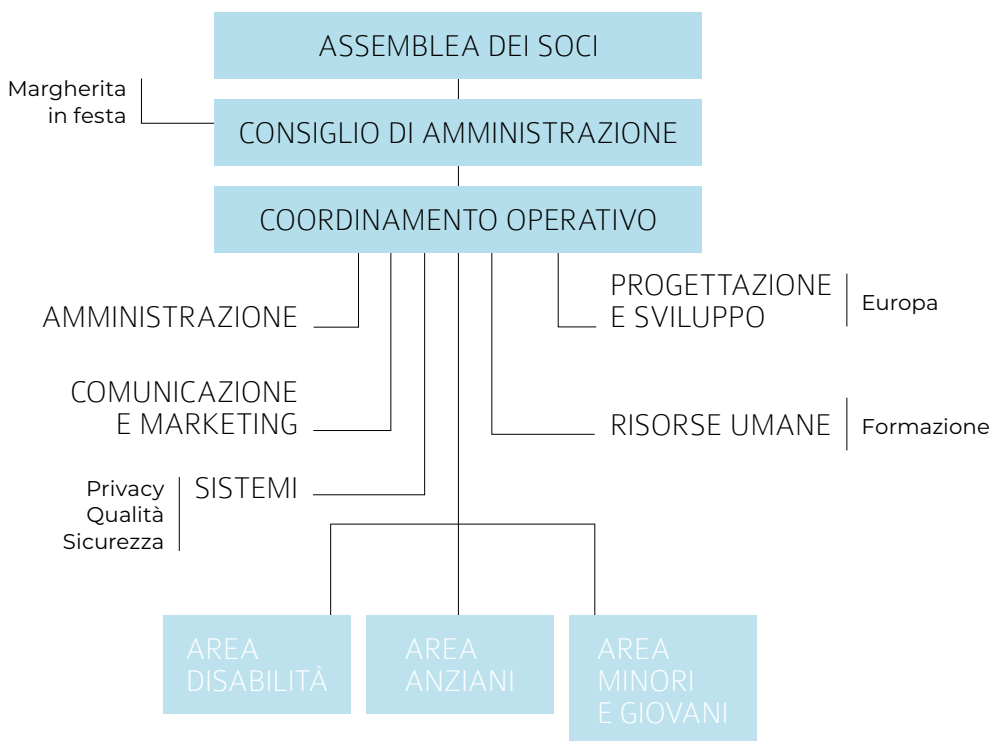 ASSEMBLEA DEI SOCI
Margherita
in festa
CONSIGLIO DI AMMINISTRAZIONE
COORDINAMENTO OPERATIVO
AMMINISTRAZIONE
PROGETTAZIONE
E SVILUPPO
Europa
COMUNICAZIONE
E MARKETING
RISORSE UMANE
Formazione
Privacy
Qualità
Sicurezza
SISTEMI
AREA
DISABILITÀ
AREA
ANZIANI
AREA
MINORI
E GIOVANI